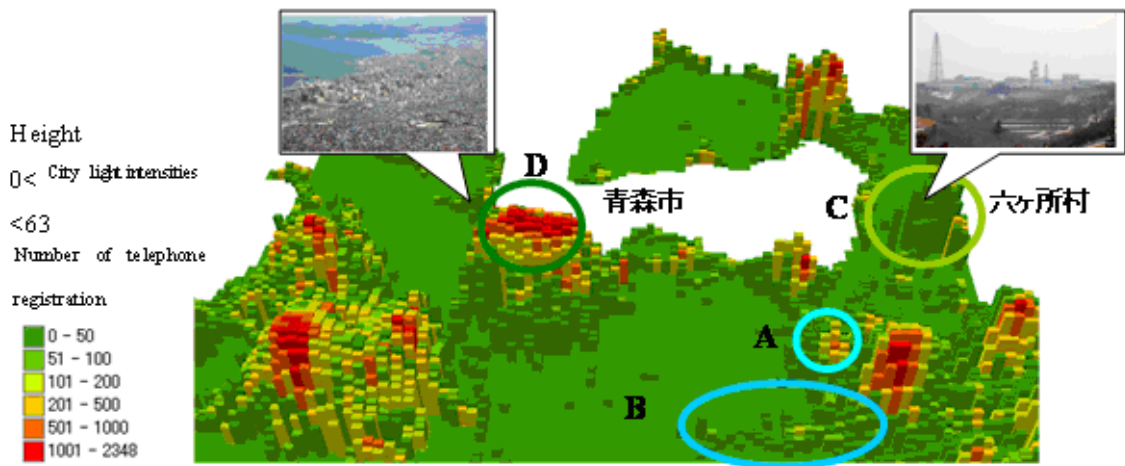 Height
0< City light intensities
<63
Number of telephone
registration
0 - 50
51 - 100
101 - 200
201 - 500
501 - 1000
1001 - 2348
D
青森市
C
六ヶ所村
A
B